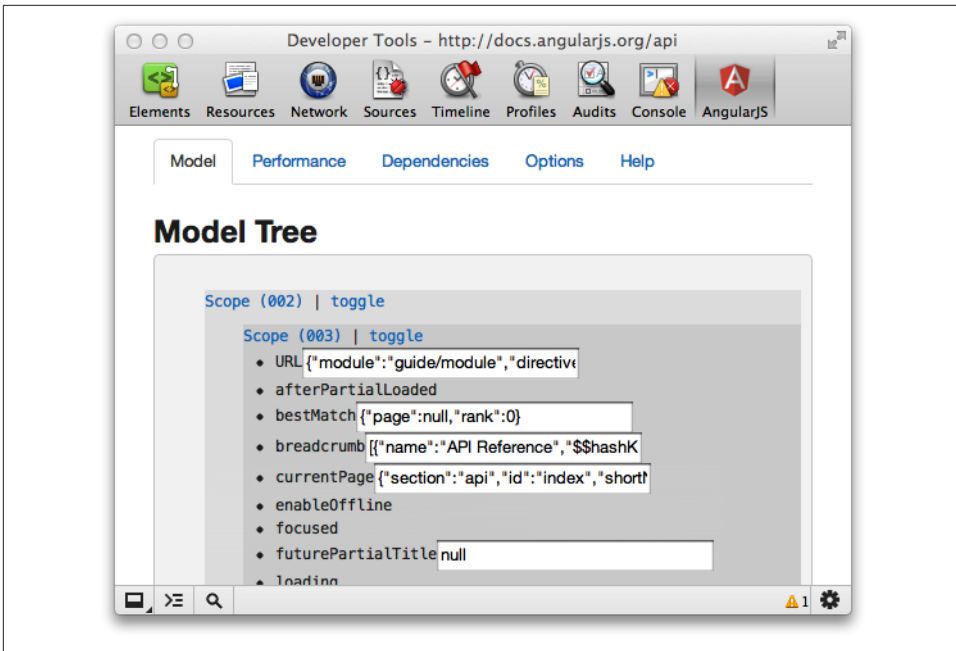 Developer Tools - http://docs.angularjs.org/api
Elements Resources Network Sources Timeline Profiles Audits Console AngularJS
Model Performance Dependencies Options Help
Model Tree
Scope (002) | toggle
Scope (003) | toggle
• URL {"module":"guide/module","directive
• afterPartialLoaded
• bestMatch {"page":null,"rank":0}
• breadcrumb [{"name":"API Reference","$$hashK
• currentPage {"section":"api","id":"index","short
• enableOffline
• focused
• futurePartialTitle null
• loading
1